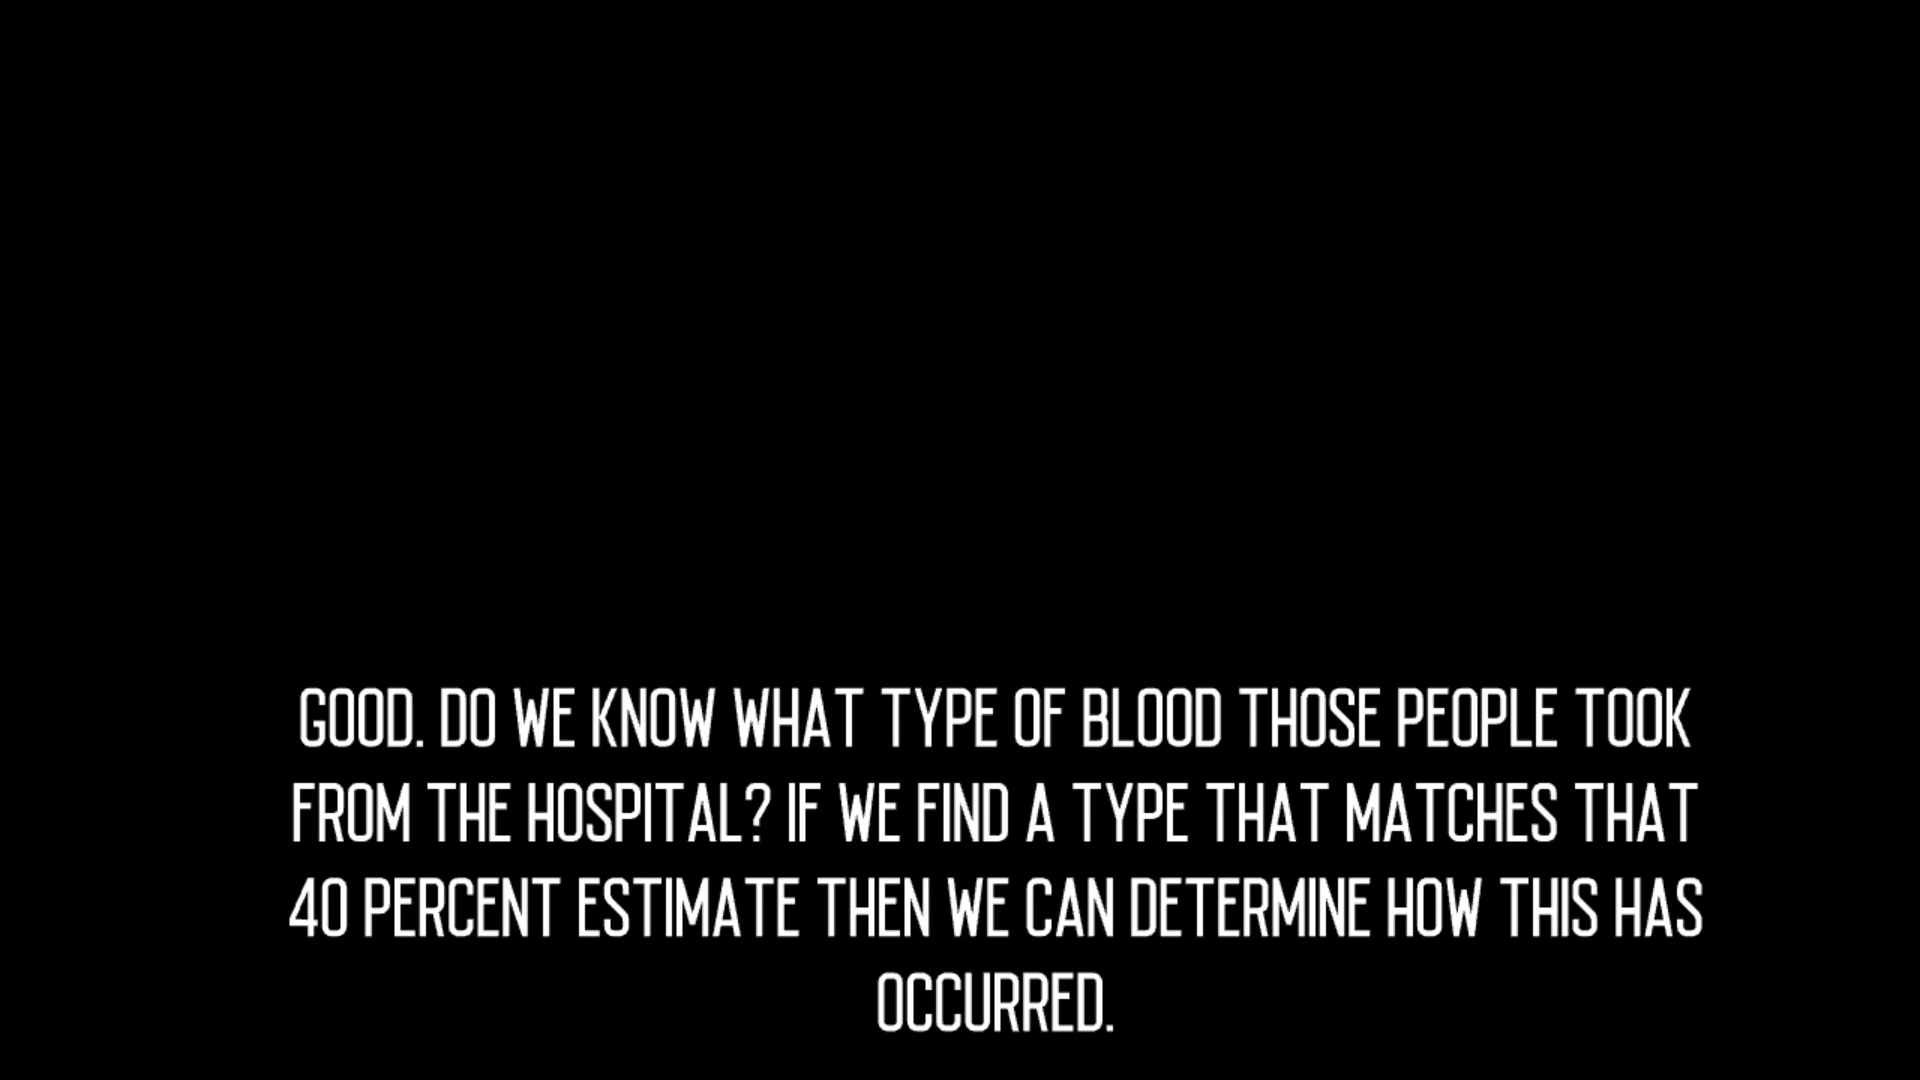 GOOD. DO WE KNOW WHAT TYPE OF BLOOD THOSE PEOPLE TOOK
FROM THE HOSPITAL? IF WE FIND A TYPE THAT MATCHES THAT
40 PERCENT ESTIMATE THEN WE CAN DETERMINE HOW THIS HAS
OCCURRED.